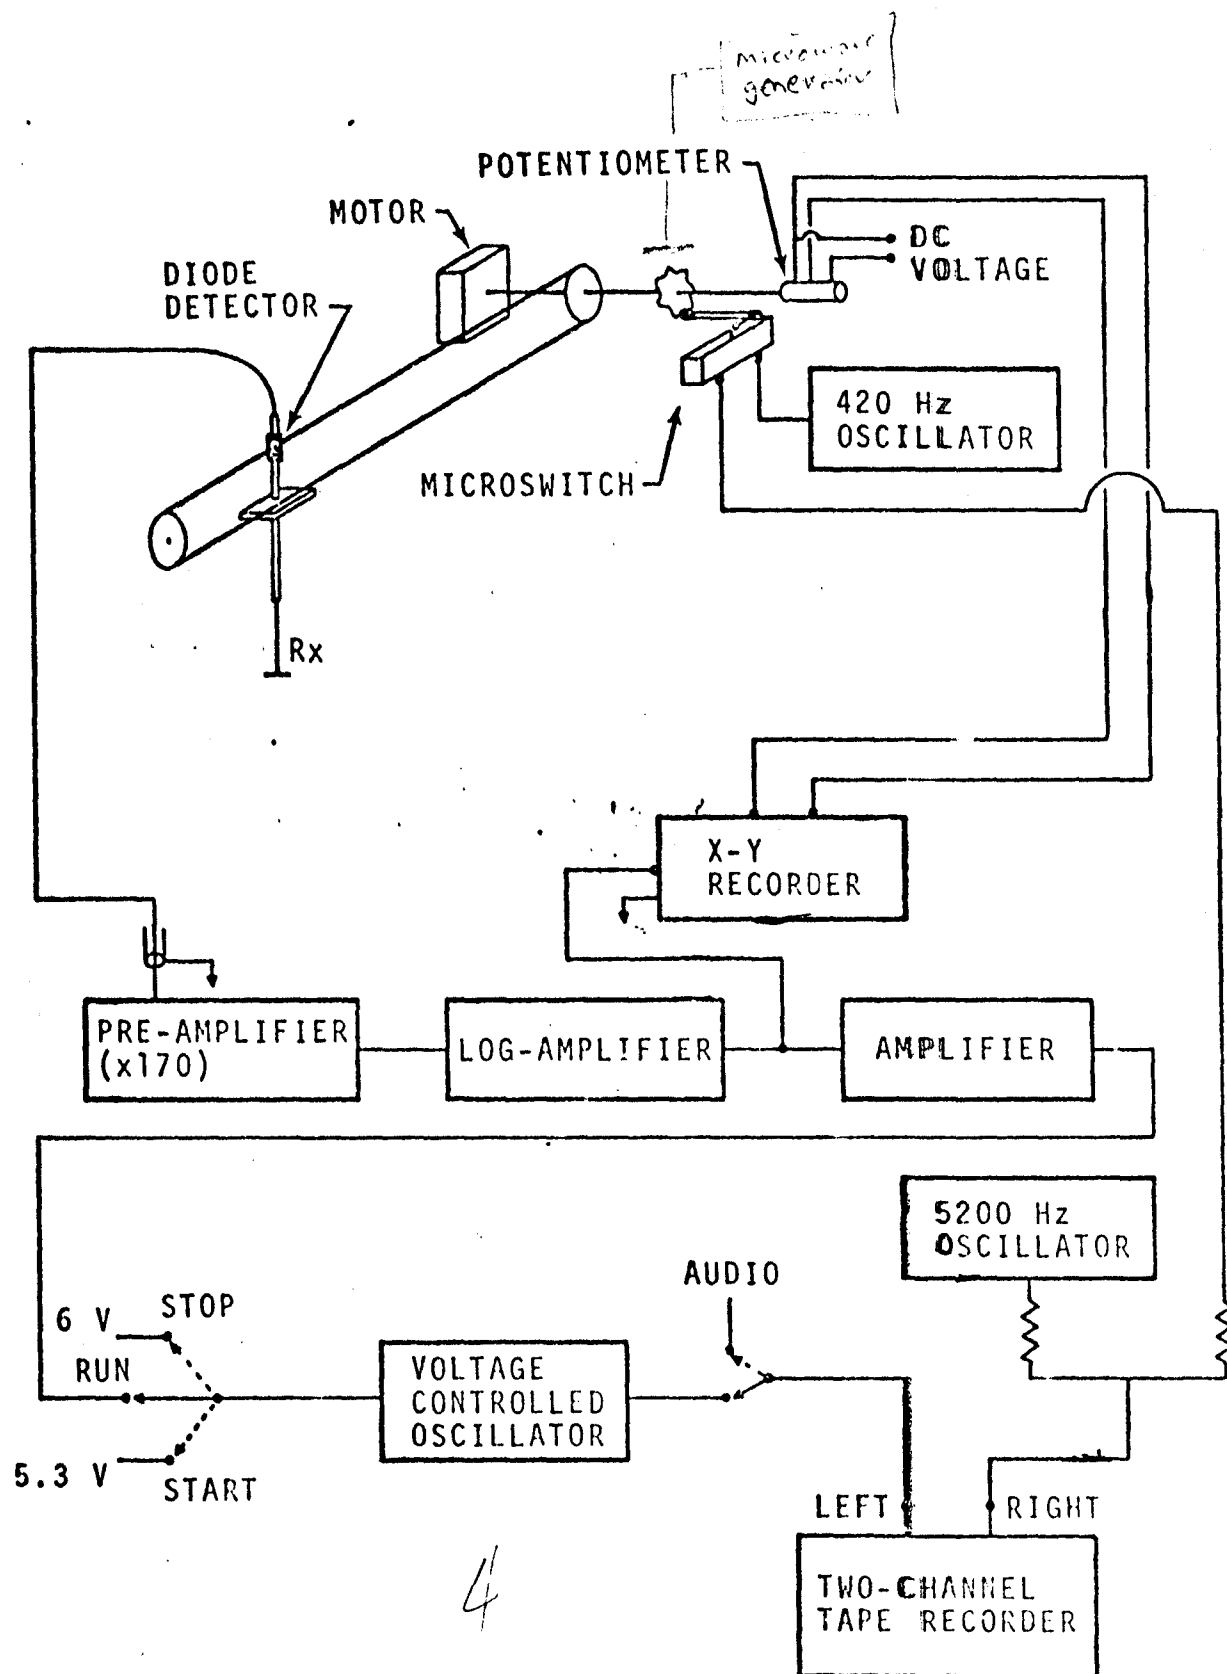 microwave
generator
POTENTIOMETER
MOTOR
DC
VOLTAGE
DIODE
DETECTOR
420 Hz
OSCILLATOR
MICROSWITCH
Rx
X-Y
RECORDER
PRE-AMPLIFIER
(x170)
LOG-AMPLIFIER
AMPLIFIER
5200 Hz
OSCILLATOR
AUDIO
6 V
STOP
RUN
VOLTAGE
CONTROLLED
OSCILLATOR
5.3 V
START
LEFT
RIGHT
TWO-CHANNEL
TAPE RECORDER
4